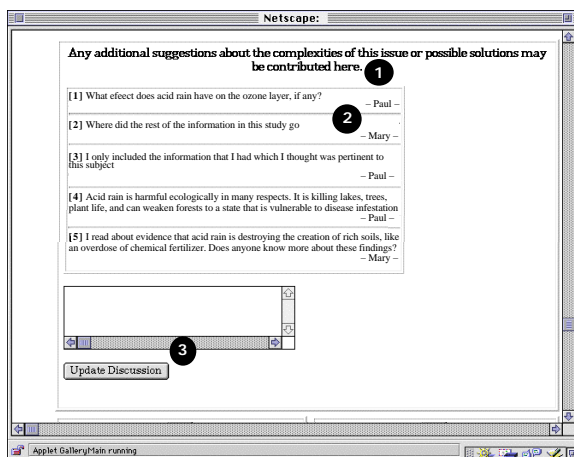 Netscape:
Any additional suggestions about the complexities of this issue or possible solutions may
be contributed here.
1
[1] What efeect does acid rain have on the ozone layer, if any?
– Paul –
2
[2] Where did the rest of the information in this study go
– Mary –
[3] I only included the information that I had which I thought was pertinent to
this subject
– Paul –
[4] Acid rain is harmful ecologically in many respects. It is killing lakes, trees,
plant life, and can weaken forests to a state that is vulnerable to disease infestation
– Paul –
[5] I read about evidence that acid rain is destroying the creation of rich soils, like
an overdose of chemical fertilizer. Does anyone know more about these findings?
– Mary –
3
Update Discussion
Applet GalleryMain running